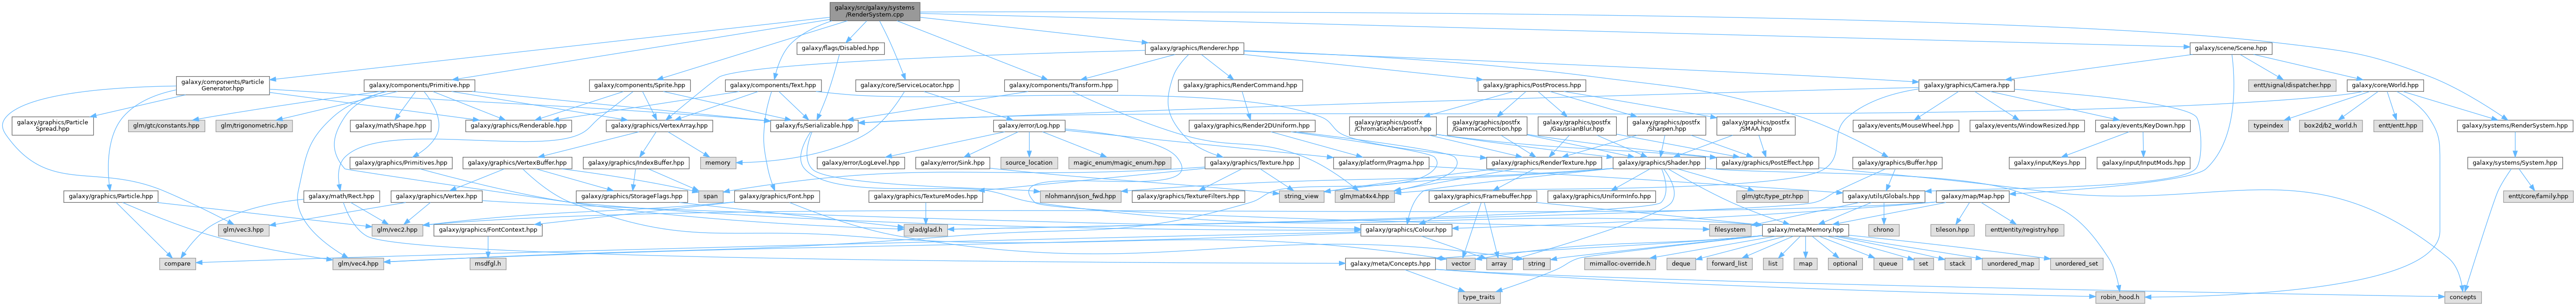 galaxy/src/galaxy/systems
/RenderSystem.cpp
galaxy/flags/Disabled.hpp
galaxy/graphics/Renderer.hpp
galaxy/scene/Scene.hpp
galaxy/components/Particle
Generator.hpp
galaxy/components/Primitive.hpp
galaxy/components/Sprite.hpp
galaxy/components/Text.hpp
galaxy/core/ServiceLocator.hpp
galaxy/components/Transform.hpp
galaxy/graphics/RenderCommand.hpp
galaxy/graphics/PostProcess.hpp
galaxy/graphics/Camera.hpp
entt/signal/dispatcher.hpp
galaxy/core/World.hpp
galaxy/graphics/Particle
Spread.hpp
glm/gtc/constants.hpp
glm/trigonometric.hpp
galaxy/math/Shape.hpp
galaxy/graphics/Renderable.hpp
galaxy/graphics/VertexArray.hpp
galaxy/fs/Serializable.hpp
galaxy/error/Log.hpp
galaxy/graphics/Render2DUniform.hpp
galaxy/graphics/postfx
/ChromaticAberration.hpp
galaxy/graphics/postfx
/GammaCorrection.hpp
galaxy/graphics/postfx
/GaussianBlur.hpp
galaxy/graphics/postfx
/Sharpen.hpp
galaxy/graphics/postfx
/SMAA.hpp
galaxy/events/MouseWheel.hpp
galaxy/events/WindowResized.hpp
galaxy/events/KeyDown.hpp
typeindex
box2d/b2_world.h
entt/entt.hpp
galaxy/systems/RenderSystem.hpp
galaxy/graphics/Primitives.hpp
galaxy/graphics/VertexBuffer.hpp
galaxy/graphics/IndexBuffer.hpp
memory
galaxy/error/LogLevel.hpp
galaxy/error/Sink.hpp
source_location
magic_enum/magic_enum.hpp
galaxy/platform/Pragma.hpp
galaxy/graphics/Texture.hpp
galaxy/graphics/RenderTexture.hpp
galaxy/graphics/Shader.hpp
galaxy/graphics/PostEffect.hpp
galaxy/graphics/Buffer.hpp
galaxy/input/Keys.hpp
galaxy/input/InputMods.hpp
galaxy/systems/System.hpp
galaxy/graphics/Particle.hpp
galaxy/math/Rect.hpp
galaxy/graphics/Vertex.hpp
galaxy/graphics/StorageFlags.hpp
span
galaxy/graphics/Font.hpp
galaxy/graphics/TextureModes.hpp
nlohmann/json_fwd.hpp
galaxy/graphics/TextureFilters.hpp
string_view
glm/mat4x4.hpp
galaxy/graphics/Framebuffer.hpp
galaxy/graphics/UniformInfo.hpp
glm/gtc/type_ptr.hpp
galaxy/utils/Globals.hpp
galaxy/map/Map.hpp
entt/core/family.hpp
glm/vec3.hpp
glm/vec2.hpp
galaxy/graphics/FontContext.hpp
glad/glad.h
galaxy/graphics/Colour.hpp
filesystem
galaxy/meta/Memory.hpp
chrono
tileson.hpp
entt/entity/registry.hpp
compare
glm/vec4.hpp
msdfgl.h
galaxy/meta/Concepts.hpp
vector
array
string
mimalloc-override.h
deque
forward_list
list
map
optional
queue
set
stack
unordered_map
unordered_set
type_traits
robin_hood.h
concepts